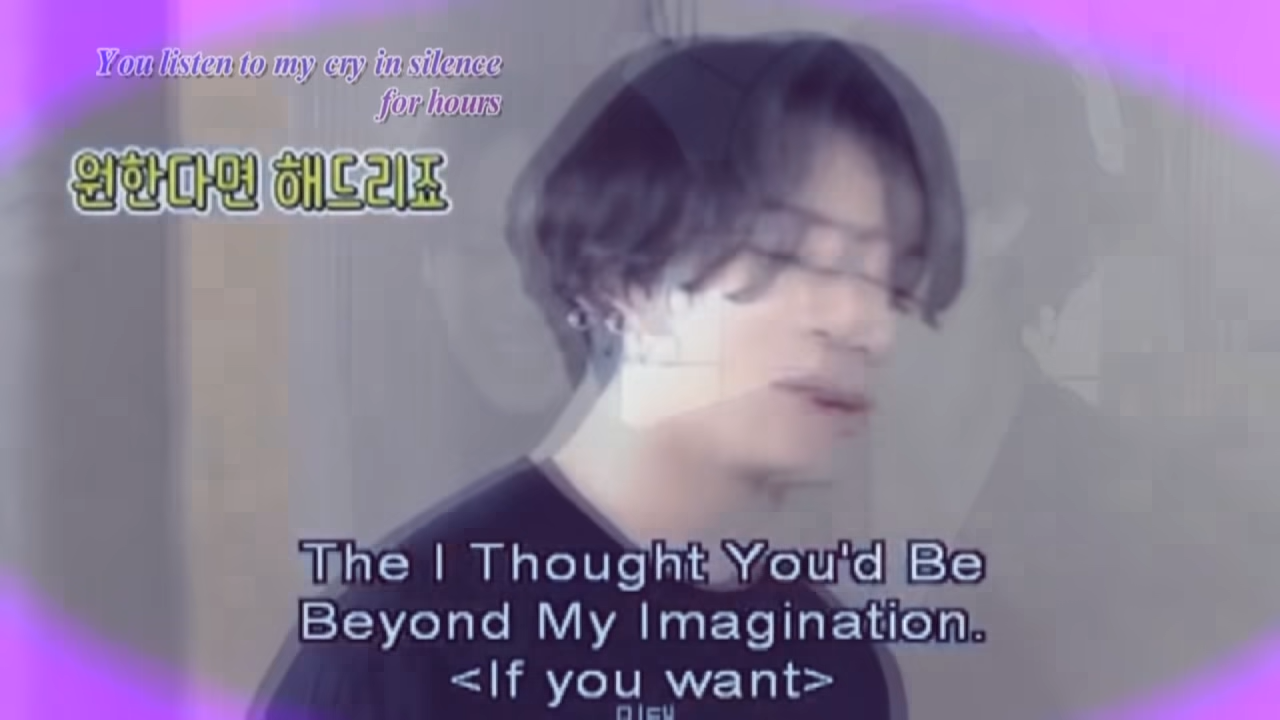 You listen to my cry in silence
for hours
원한다면 해드리죠
The I Thought You'd Be
Beyond My Imagination.
<If you want>